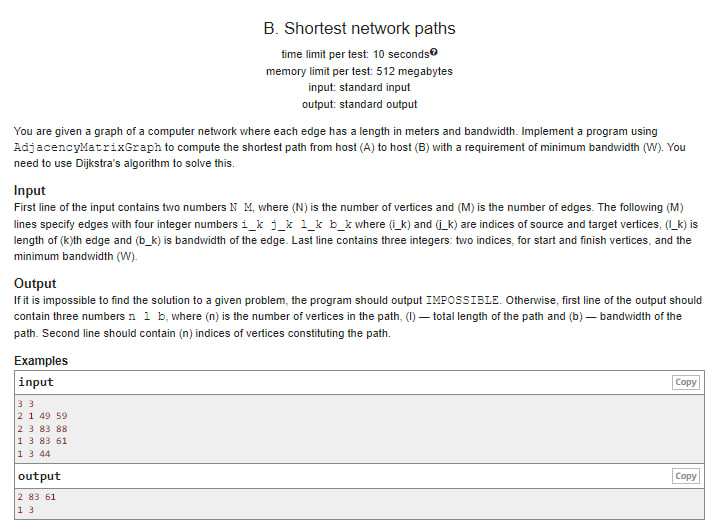 B. Shortest network paths
time limit per test: 10 seconds?
memory limit per test: 512 megabytes
input: standard input
output: standard output
You are given a graph of a computer network where each edge has a length in meters and bandwidth. Implement a program using
AdjacencyMatrixGraph to compute the shortest path from host (A) to host (B) with a requirement of minimum bandwidth (W). You
need to use Dijkstra's algorithm to solve this.
Input
First line of the input contains two numbers N M, where (N) is the number of vertices and (M) is the number of edges. The following (M)
lines specify edges with four integer numbers i_k j_k l_k b_k where (i_k) and (j_k) are indices of source and target vertices, (l_k) is
length of (k)th edge and (b_k) is bandwidth of the edge. Last line contains three integers: two indices, for start and finish vertices, and the
minimum bandwidth (W).
Output
If it is impossible to find the solution to a given problem, the program should output IMPOSSIBLE. Otherwise, first line of the output should
contain three numbers n l b, where (n) is the number of vertices in the path, (l) — total length of the path and (b) — bandwidth of the
path. Second line should contain (n) indices of vertices constituting the path.
Examples
input
Copy
3 3
2 1 49 59
2 3 83 88
1 3 83 61
1 3 44
output
Copy
2 83 61
1 3